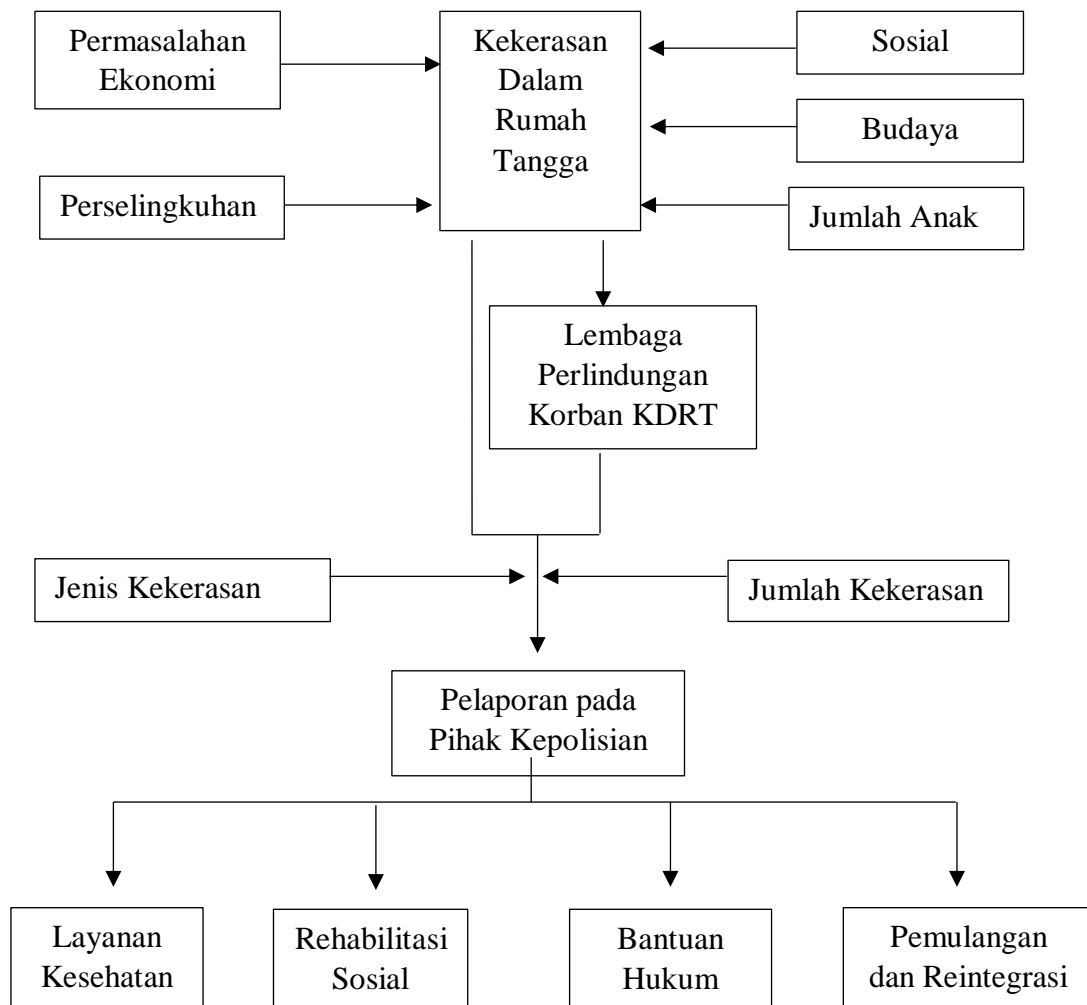 Permasalahan
Ekonomi
Kekerasan
Dalam
Rumah
Tangga
Sosial
Budaya
Perselingkuhan
Jumlah Anak
Lembaga
Perlindungan
Korban KDRT
Jenis Kekerasan
Jumlah Kekerasan
Pelaporan pada
Pihak Kepolisian
Layanan
Kesehatan
Rehabilitasi
Sosial
Bantuan
Hukum
Pemulangan
dan Reintegrasi